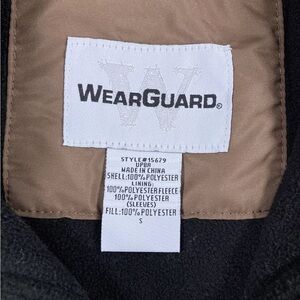 W
WEARGUARD®
STYLE#15679
UPBR
MADE IN CHINA
SHELL:100%POLYESTER
LINING:
100%POLYESTER FLEECE
100%POLYESTER
(SLEEVES)
FILL:100%POLYESTER
S